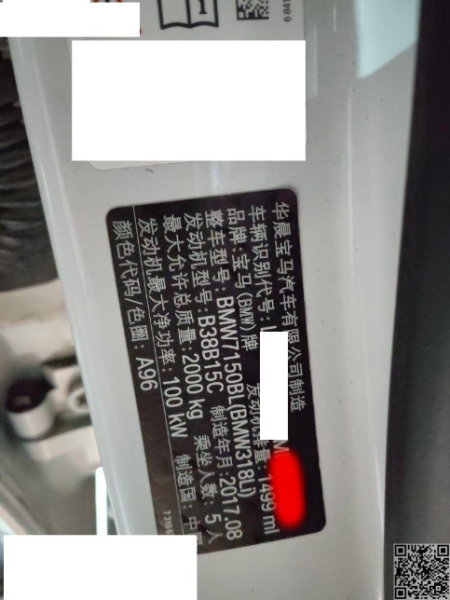 华晨宝马汽车有限公司制造
车辆识别代号:
品牌:宝马(BMW)牌 发动机排量:1499 ml
整车型号:BMW7150BL(BMW318Li)
发动机型号:B38B15C 制造年月:2017.08
最大允许总质量:2000 kg 乘坐人数:5人
发动机最大净功率:100 kW 制造国:中国
颜色代码/色圈:A96